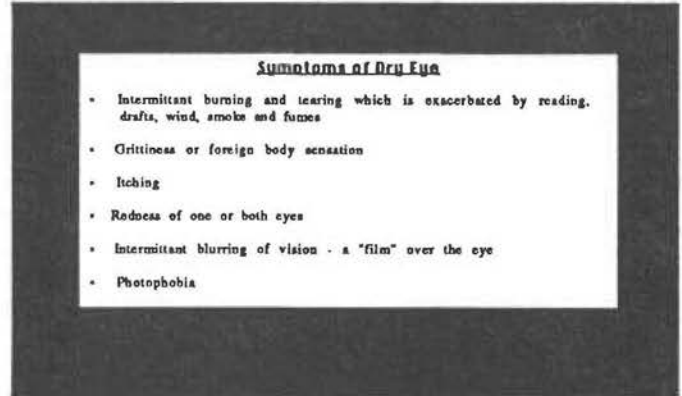 Symptoms of Dry Eye
• Intermittant burning and tearing which is exacerbated by reading,
drafts, wind, smoke and fumes
• Grittiness or foreign body sensation
• Itching
• Redness of one or both eyes
• Intermittant blurring of vision - a "film" over the eye
• Photophobia